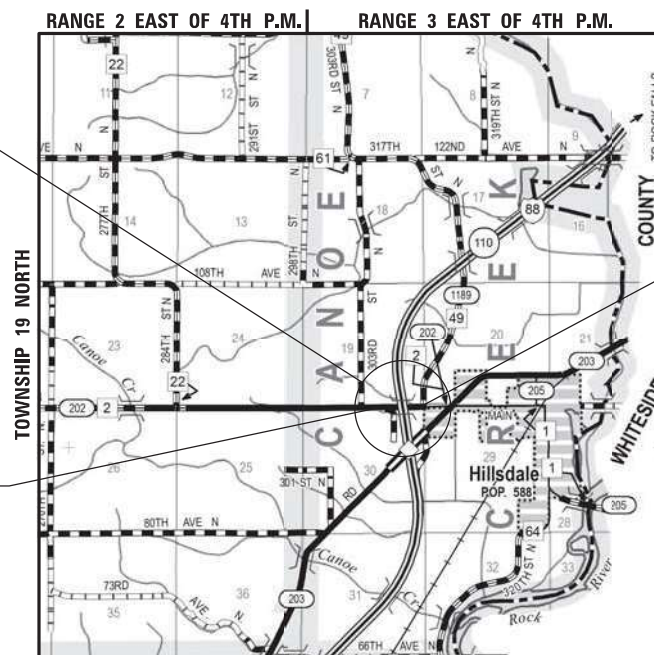 RANGE 2 EAST OF 4TH P.M.
RANGE 3 EAST OF 4TH P.M.
TOWNSHIP 19 NORTH
COUNTY
WHITESIDE
22
N
11
12
291ST ST N
303RD ST N
7
8
319TH ST N
9
N
61
317TH
122ND AVE N
ST N
277TH ST N
14
13
298TH ST N
18
17
88
16
110
108TH AVE N
1189
49
202
23
284TH ST N
24
19
303RD ST
2
20
21
203
Canoe Cr
22
205
202
2
MAIN
1
CANOE CREEK
26
25
30
29
1
Hillsdale
POP. 588
301 ST N
RD
205
80TH AVE N
64
28
Canoe Cr
32
33
73RD AVE N
36
203
31
320TH ST N
Rock River
35
66TH AVE N